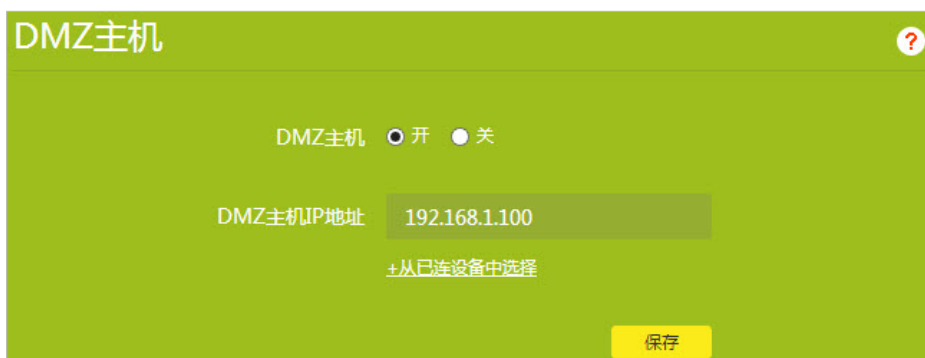 DMZ主机
?
DMZ主机 开 关
DMZ主机IP地址 192.168.1.100
+从已连设备中选择
保存